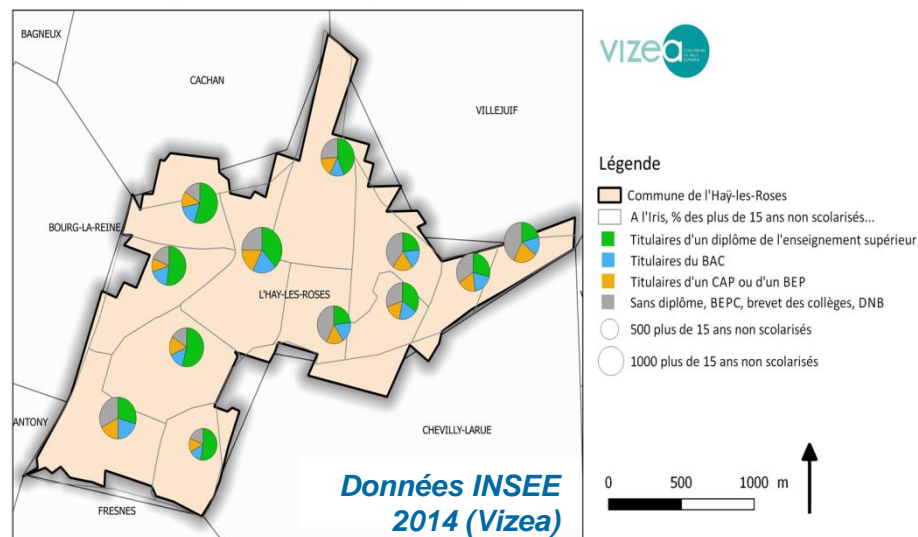 BAGNEUX
CACHAN
VILLEJUIF
BOURG-LA-REINE
L'HAY-LES-ROSES
ANTONY
CHEVILLY-LARUE
FRESNES
Données INSEE
2014 (Vizea)
vizea
Légende
Commune de l'Haÿ-les-Roses
A l'Iris, % des plus de 15 ans non scolarisés...
Titulaires d'un diplôme de l'enseignement supérieur
Titulaires du BAC
Titulaires d'un CAP ou d'un BEP
Sans diplôme, BEPC, brevet des collèges, DNB
500 plus de 15 ans non scolarisés
1000 plus de 15 ans non scolarisés
0 500 1000 m